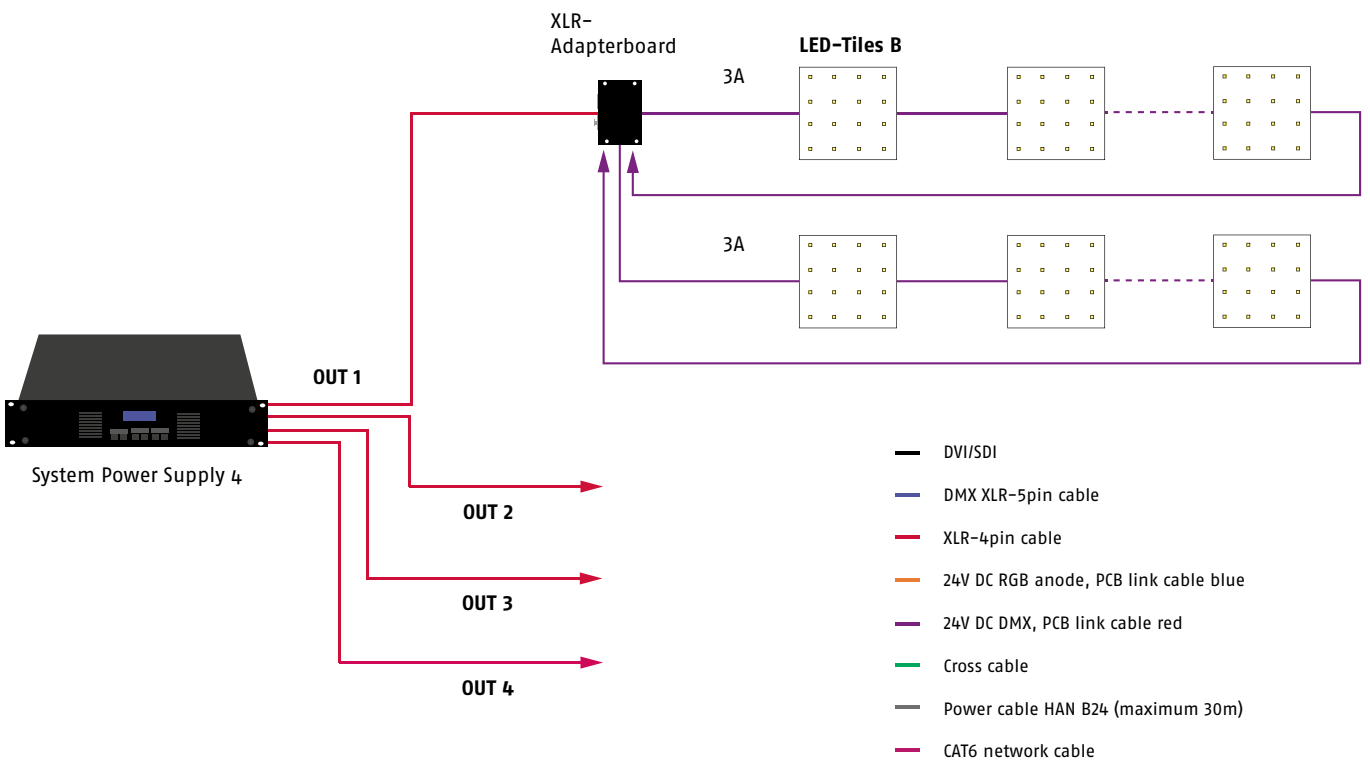 XLR-
Adapterboard
LED-Tiles B
3A
3A
OUT 1
System Power Supply 4
OUT 2
OUT 3
OUT 4
DVI/SDI
DMX XLR-5pin cable
XLR-4pin cable
24V DC RGB anode, PCB link cable blue
24V DC DMX, PCB link cable red
Cross cable
Power cable HAN B24 (maximum 30m)
CAT6 network cable